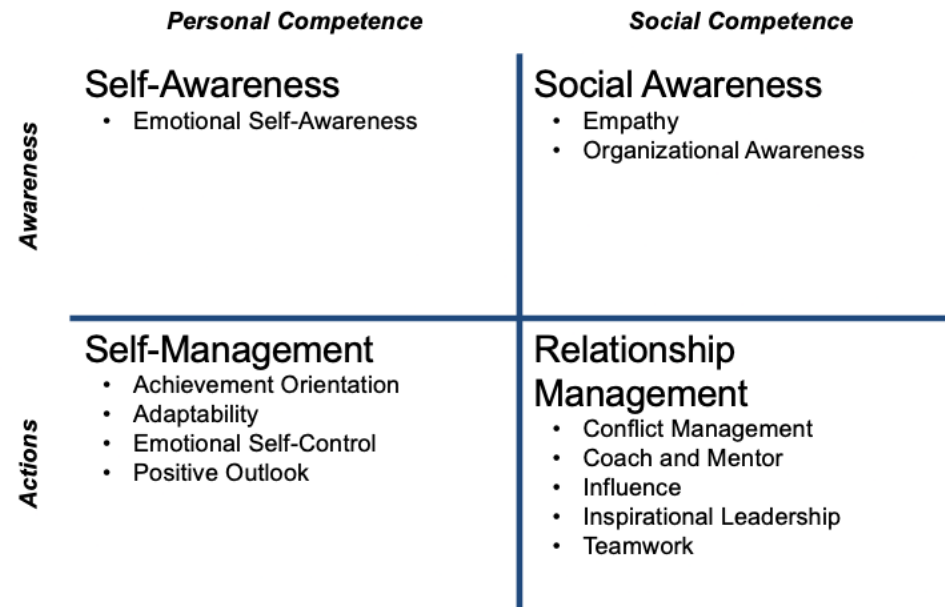 Personal Competence
Social Competence
Awareness
Self-Awareness
• Emotional Self-Awareness
Social Awareness
• Empathy
• Organizational Awareness
Actions
Self-Management
• Achievement Orientation
• Adaptability
• Emotional Self-Control
• Positive Outlook
Relationship
Management
• Conflict Management
• Coach and Mentor
• Influence
• Inspirational Leadership
• Teamwork